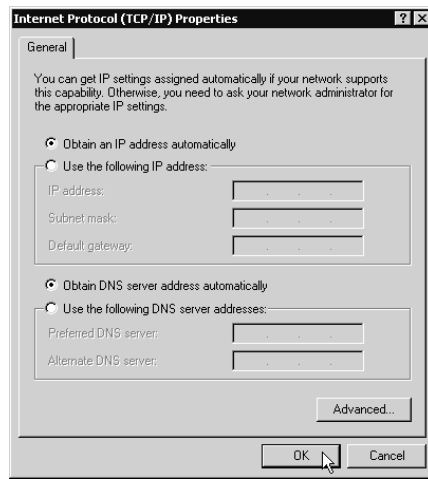 Internet Protocol (TCP/IP) Properties
General
You can get IP settings assigned automatically if your network supports
this capability. Otherwise, you need to ask your network administrator for
the appropriate IP settings.
Obtain an IP address automatically
Use the following IP address:
IP address:
Subnet mask:
Default gateway:
Obtain DNS server address automatically
Use the following DNS server addresses:
Preferred DNS server:
Alternate DNS server:
Advanced...
OK Cancel